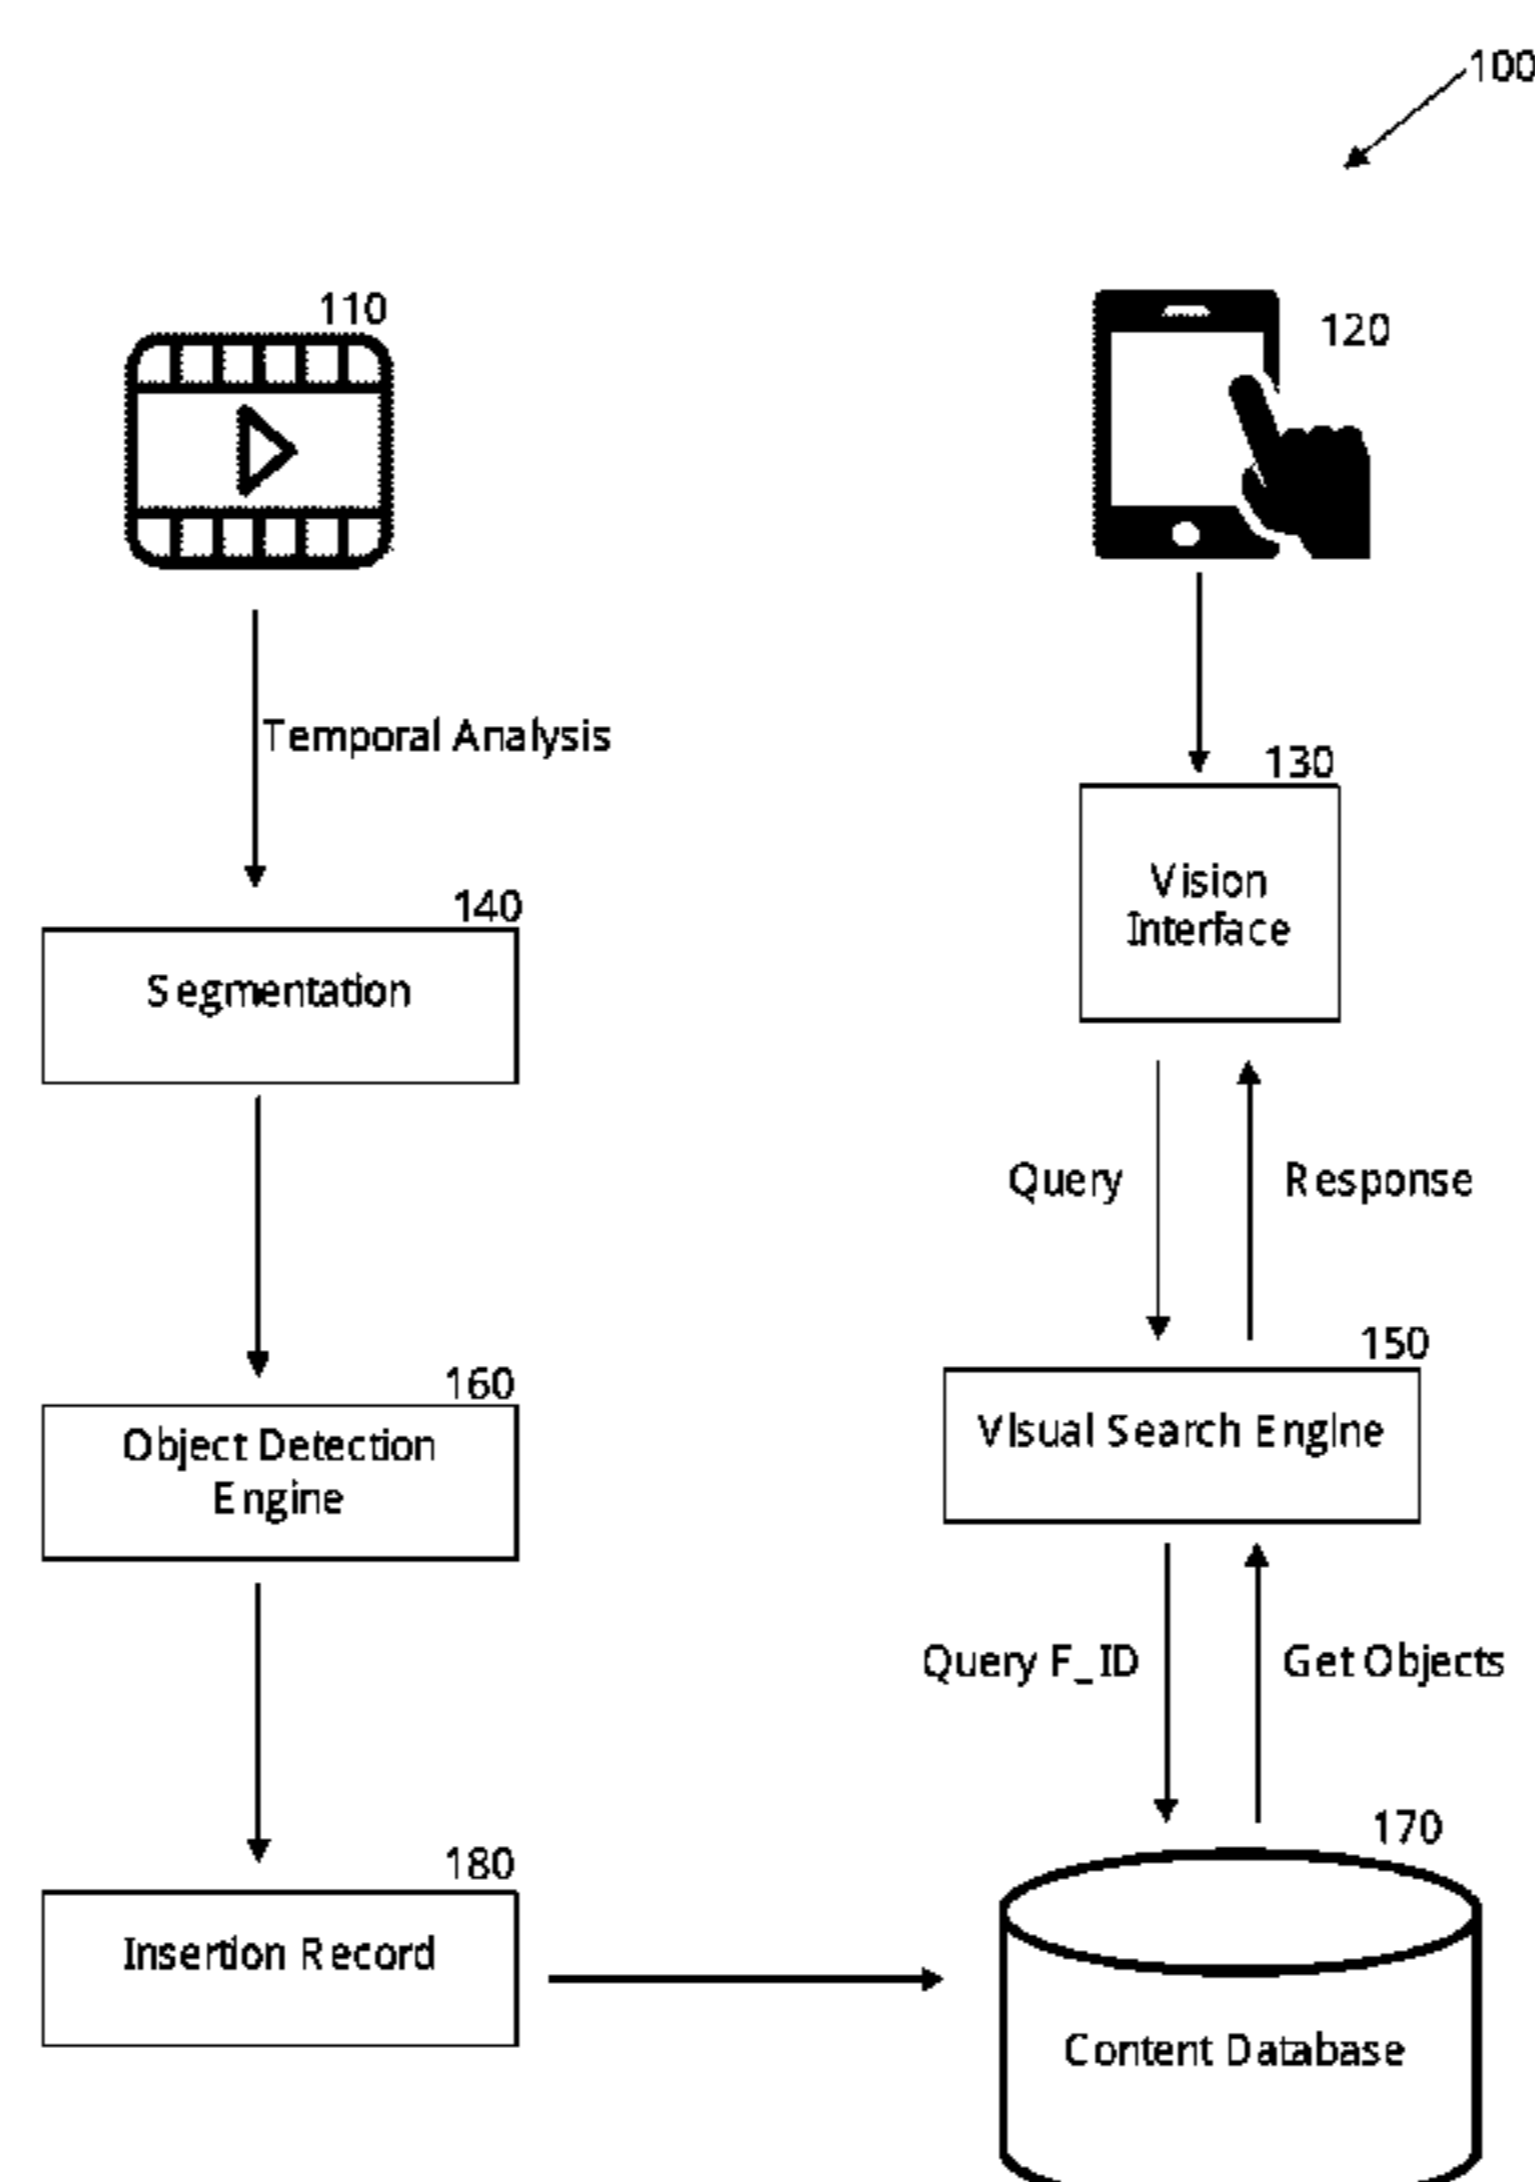 100
110
120
Temporal Analysis
130
Vision
Interface
140
Segmentation
Query
Response
150
Visual Search Engine
160
Object Detection
Engine
Query F_ID
Get Objects
170
180
Insertion Record
Content Database